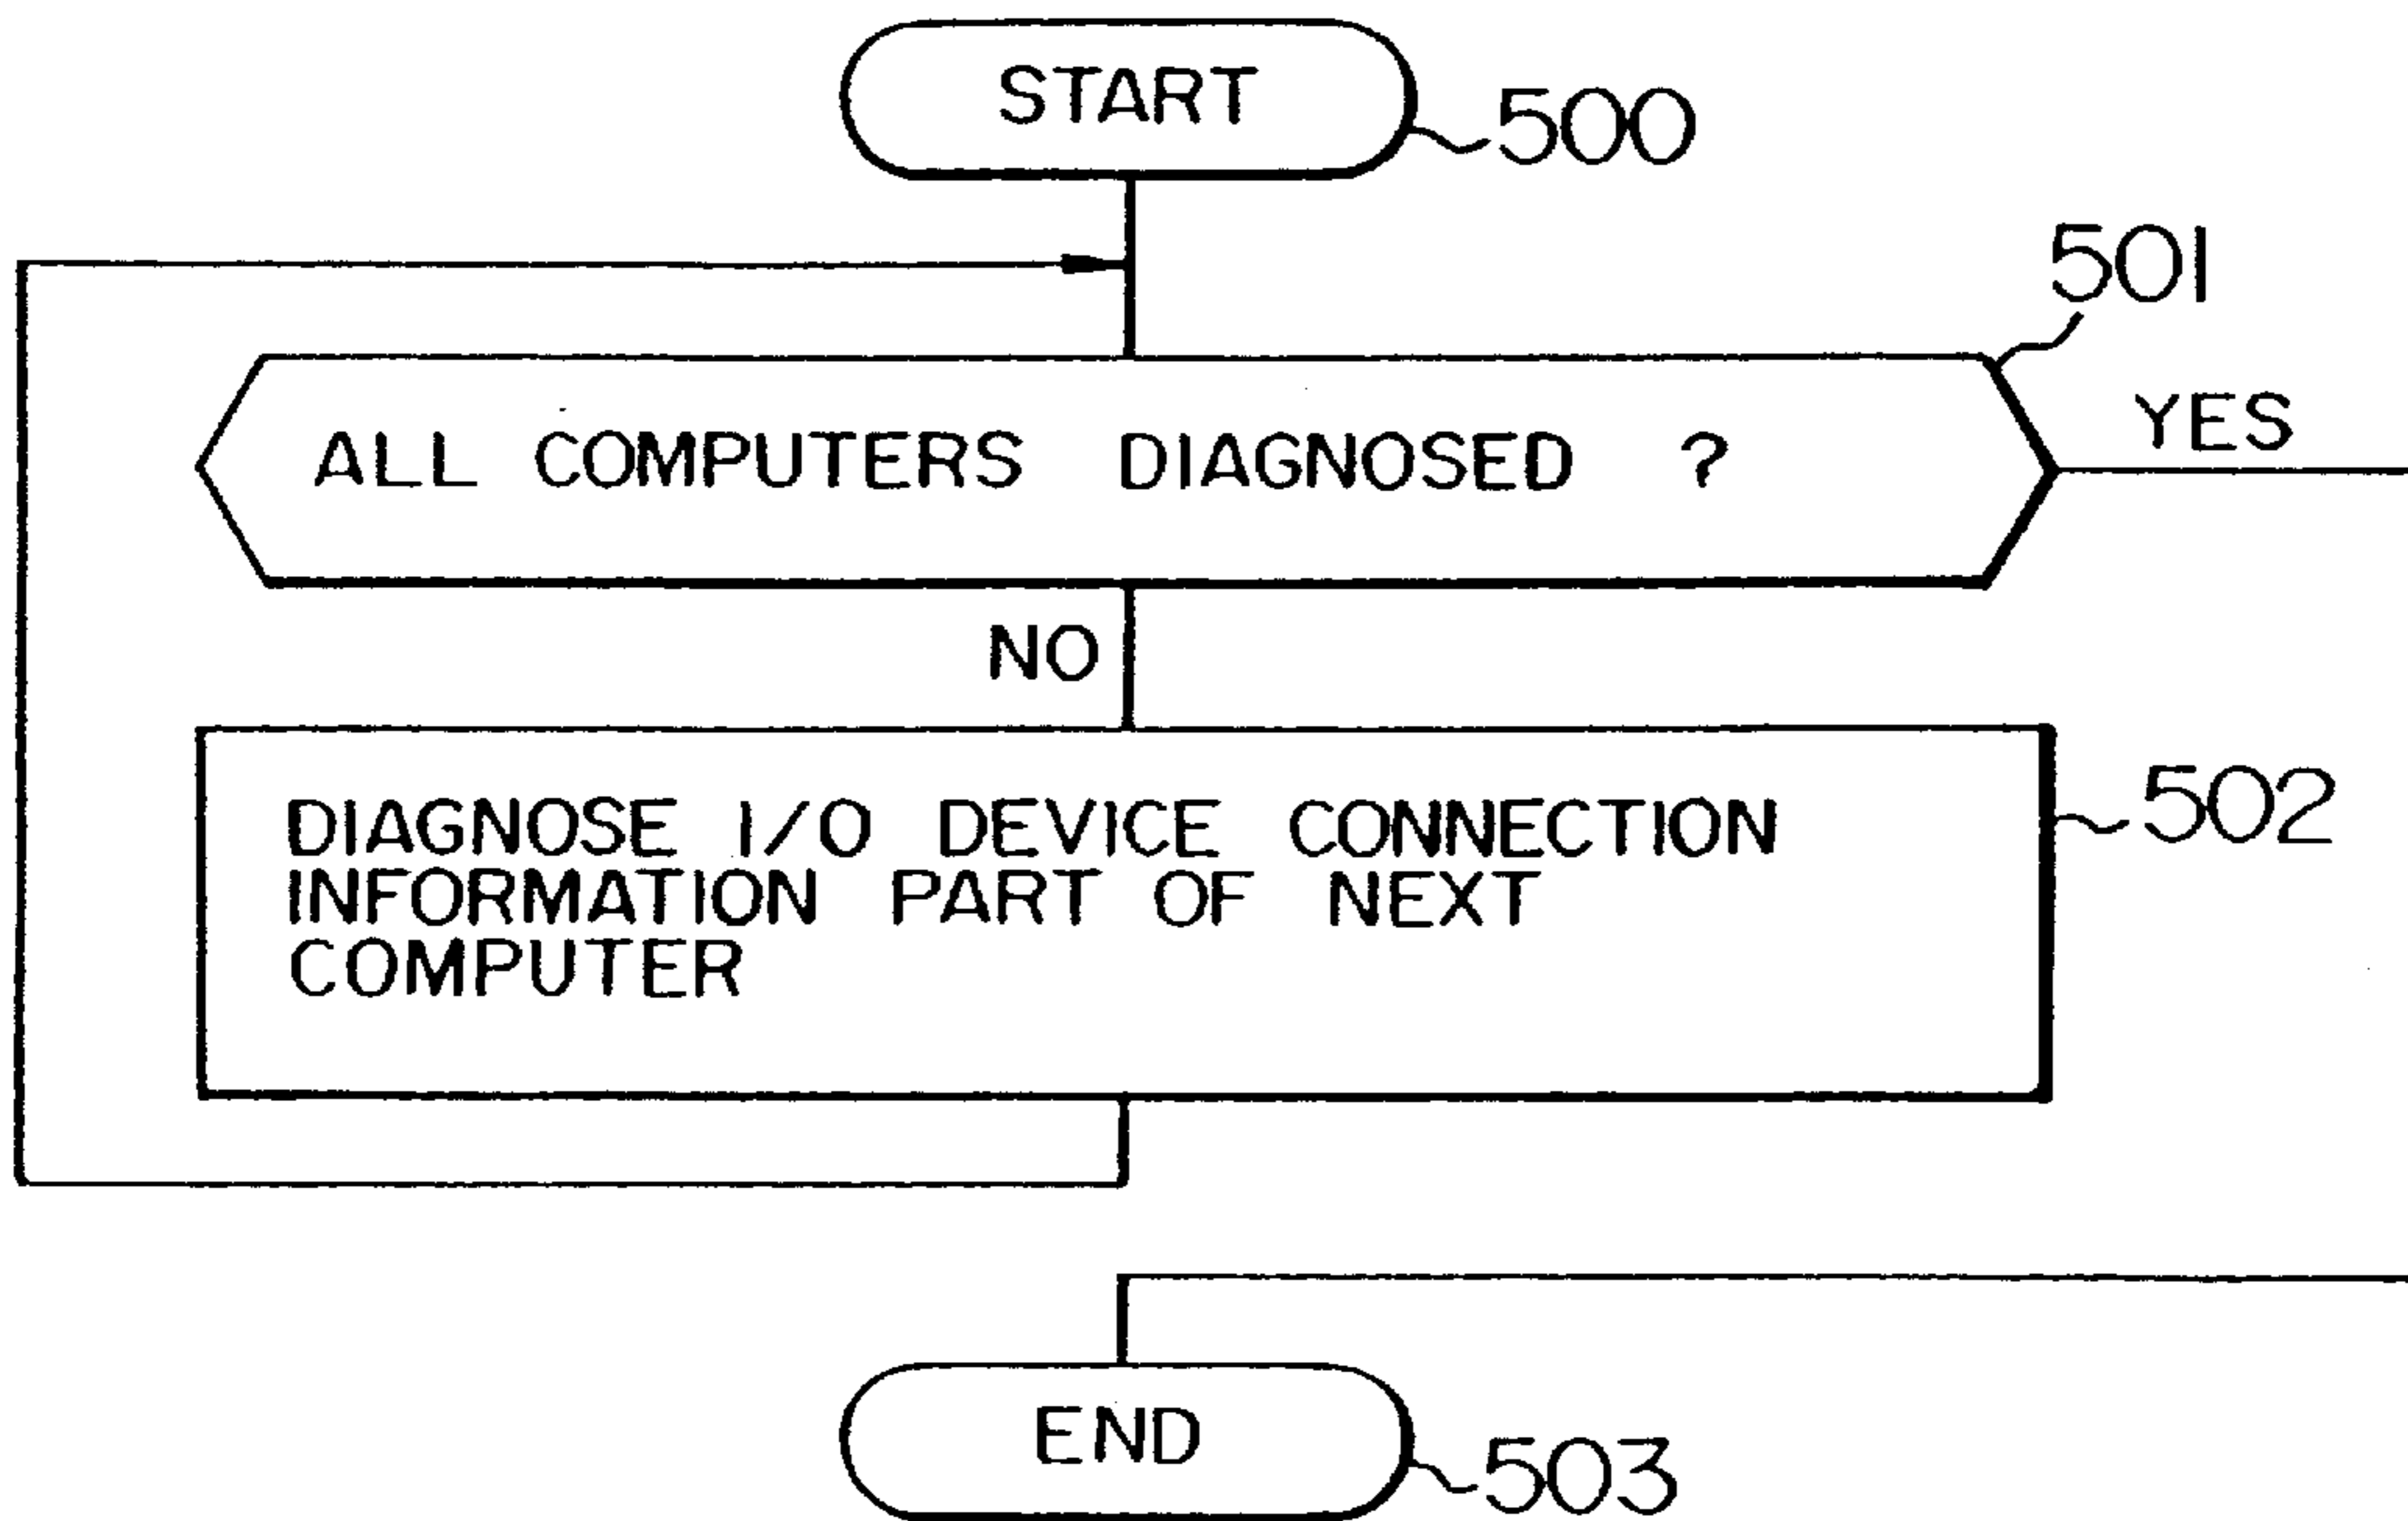 START
500
501
ALL COMPUTERS DIAGNOSED ?
YES
NO
DIAGNOSE I/O DEVICE CONNECTION
INFORMATION PART OF NEXT
COMPUTER
502
END
503